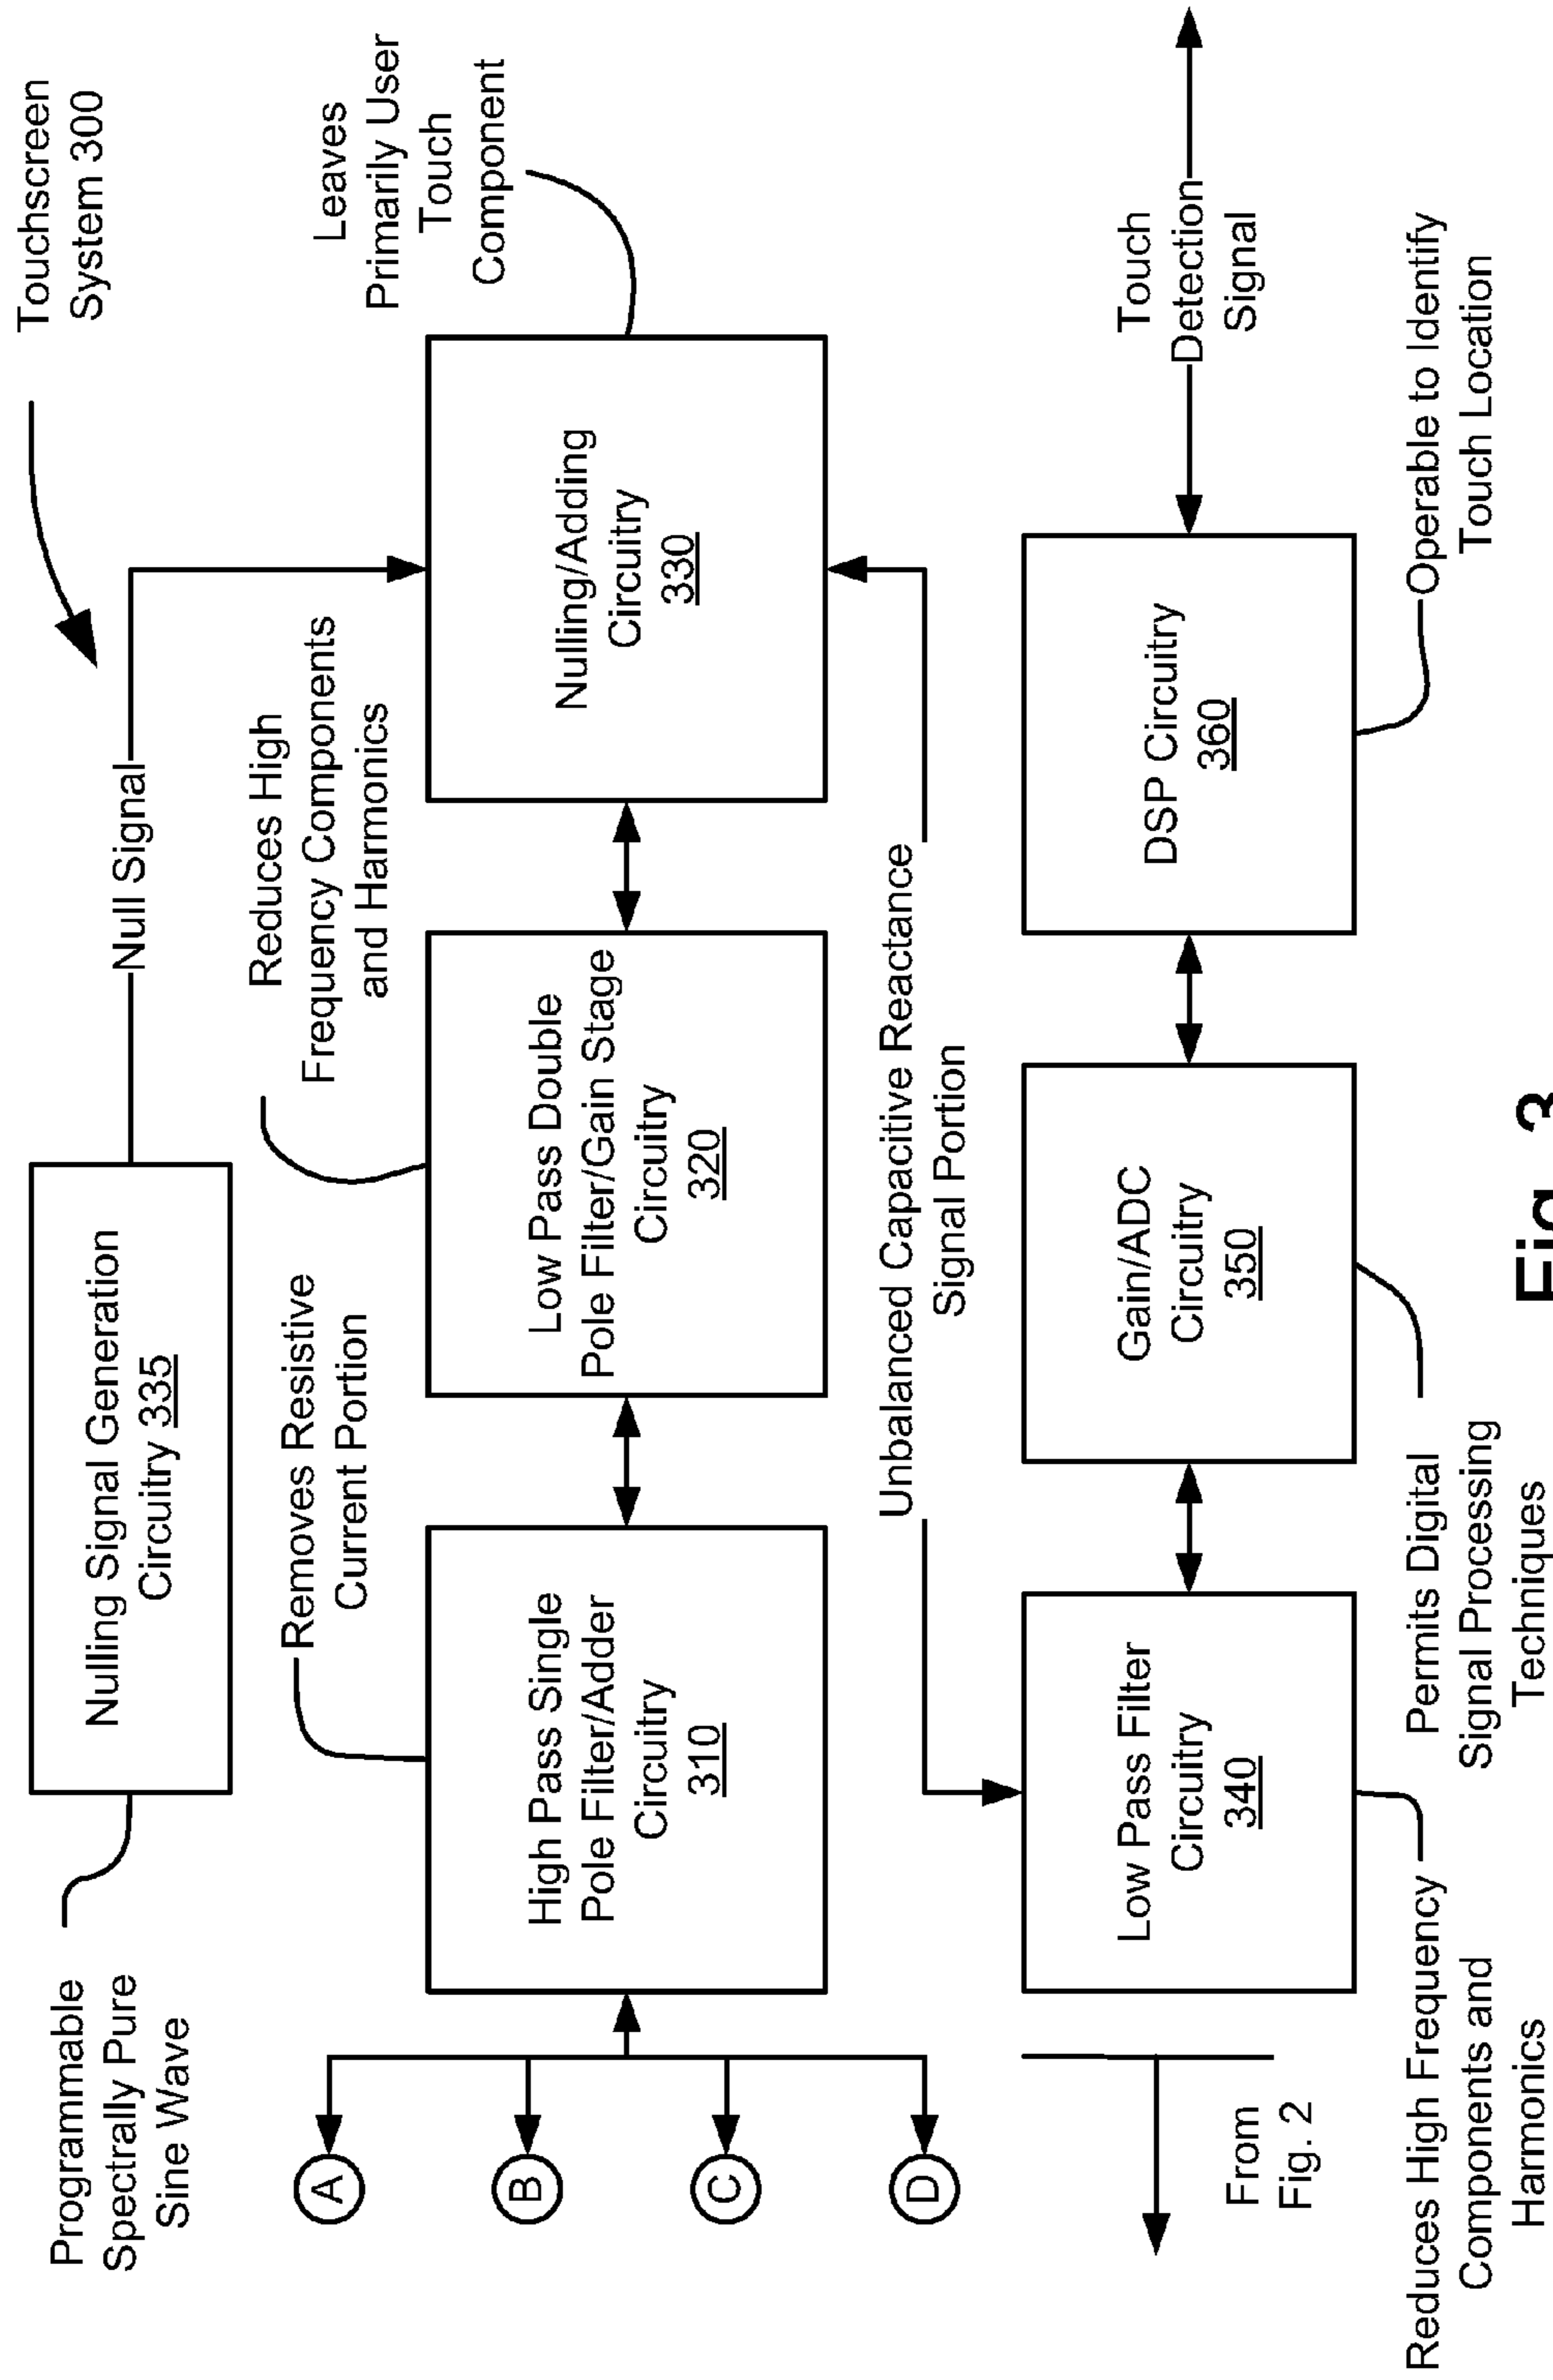 Touchscreen
System 300
Programmable
Spectrally Pure
Sine Wave
Nulling Signal Generation
Circuitry 335
Null Signal
Removes Resistive
Current Portion
Reduces High
Frequency Components
and Harmonics
Leaves
Primarily User
Touch
Component
A
B
C
D
High Pass Single
Pole Filter/Adder
Circuitry
310
Low Pass Double
Pole Filter/Gain Stage
Circuitry
320
Nulling/Adding
Circuitry
330
Unbalanced Capacitive Reactance
Signal Portion
From
Fig. 2
Low Pass Filter
Circuitry
340
Gain/ADC
Circuitry
350
DSP Circuitry
360
Touch
Detection
Signal
Reduces High Frequency
Components and
Harmonics
Permits Digital
Signal Processing
Techniques
Operable to Identify
Touch Location
Fig. 3